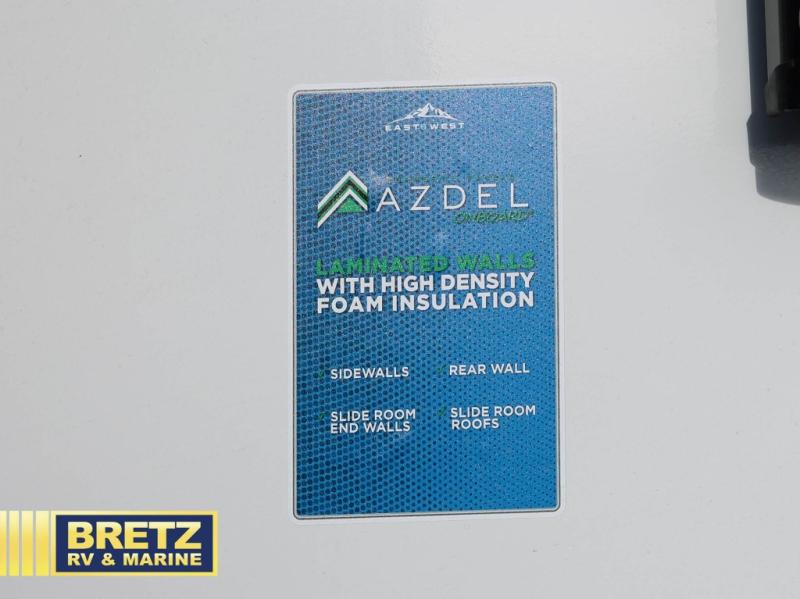 EAST TO WEST
AZDEL
ONBOARD
LAMINATED WALLS
WITH HIGH DENSITY
FOAM INSULATION
SIDEWALLS
REAR WALL
SLIDE ROOM
END WALLS
SLIDE ROOM
ROOFS
BRETZ
RV & MARINE